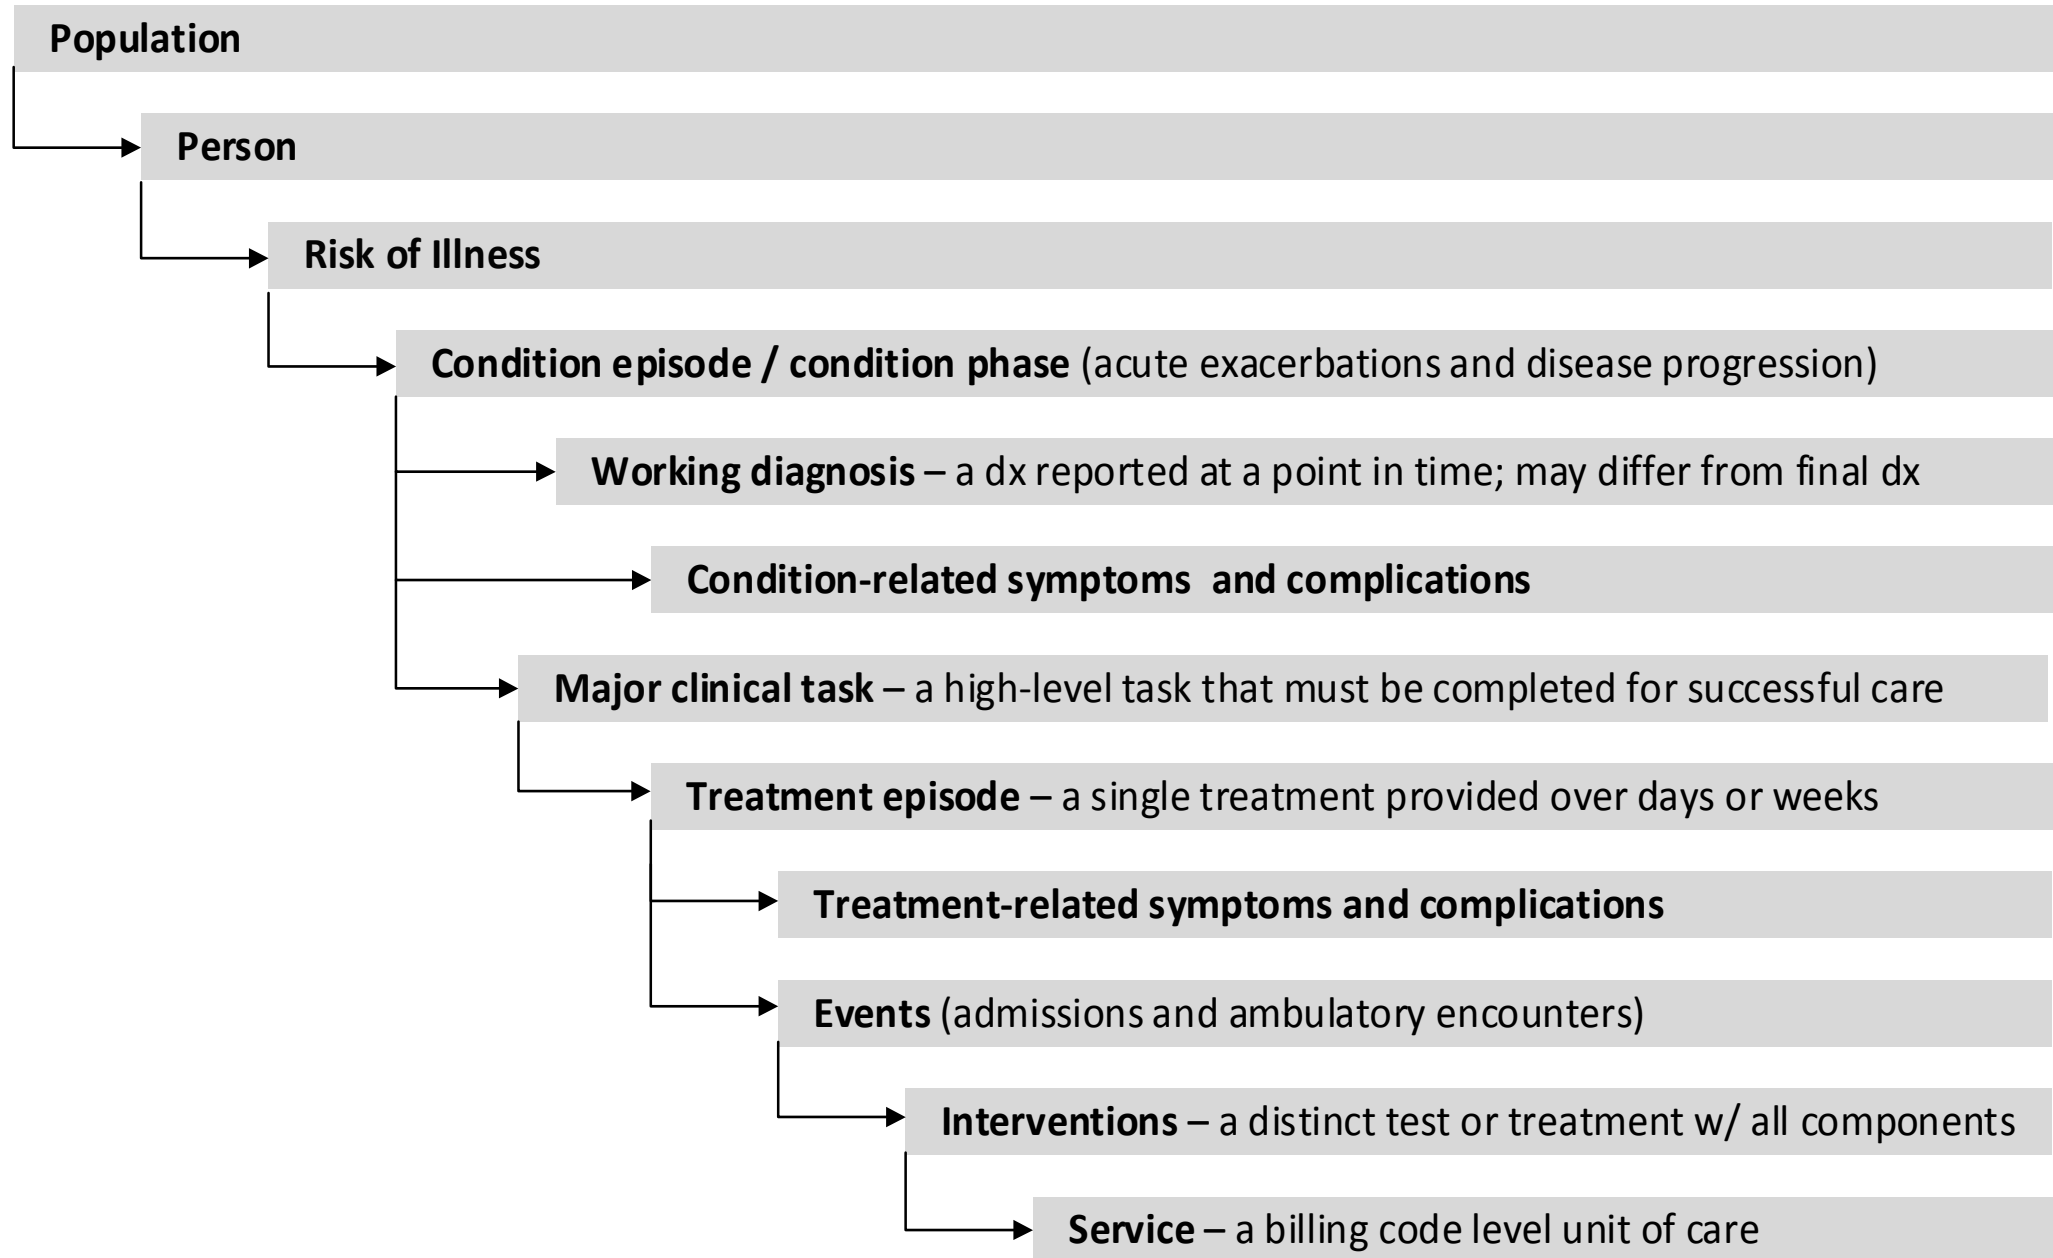 Population
Person
Risk of Illness
Condition episode / condition phase (acute exacerbations and disease progression)
Working diagnosis – a dx reported at a point in time; may differ from final dx
Condition-related symptoms  and complications
Major clinical task – a high-level task that must be completed for successful care
Treatment episode – a single treatment provided over days or weeks
Treatment-related symptoms and complications
Events (admissions and ambulatory encounters)
Interventions – a distinct test or treatment w/ all components
Service – a billing code level unit of care